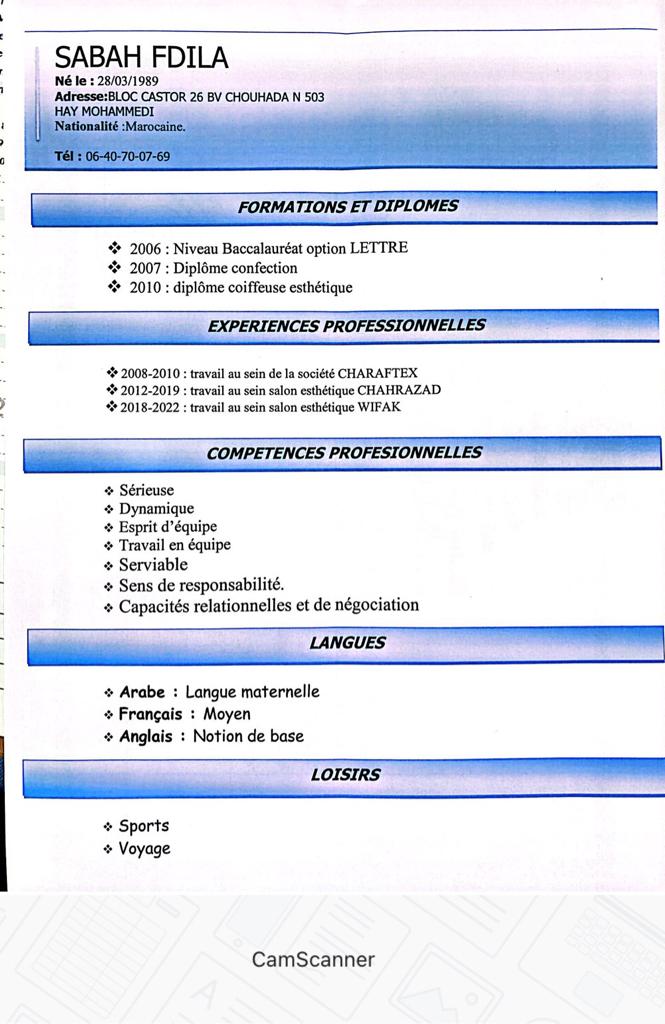 SABAH FDILA
Né le : 28/03/1989
Adresse:BLOC CASTOR 26 BV CHOUHADA N 503
HAY MOHAMMEDI
Nationalité :Marocaine.
Tél : 06-40-70-07-69
FORMATIONS ET DIPLOMES
❖ 2006 : Niveau Baccalauréat option LETTRE
❖ 2007 : Diplôme confection
❖ 2010 : diplôme coiffeuse esthétique
EXPERIENCES PROFESSIONNELLES
❖ 2008-2010 : travail au sein de la société CHARAFTEX
❖ 2012-2019 : travail au sein salon esthétique CHAHRAZAD
❖ 2018-2022 : travail au sein salon esthétique WIFAK
COMPETENCES PROFESIONNELLES
❖ Sérieuse
❖ Dynamique
❖ Esprit d'équipe
❖ Travail en équipe
❖ Serviable
❖ Sens de responsabilité.
❖ Capacités relationnelles et de négociation
LANGUES
❖ Arabe : Langue maternelle
❖ Français : Moyen
❖ Anglais : Notion de base
LOISIRS
❖ Sports
❖ Voyage
CamScanner